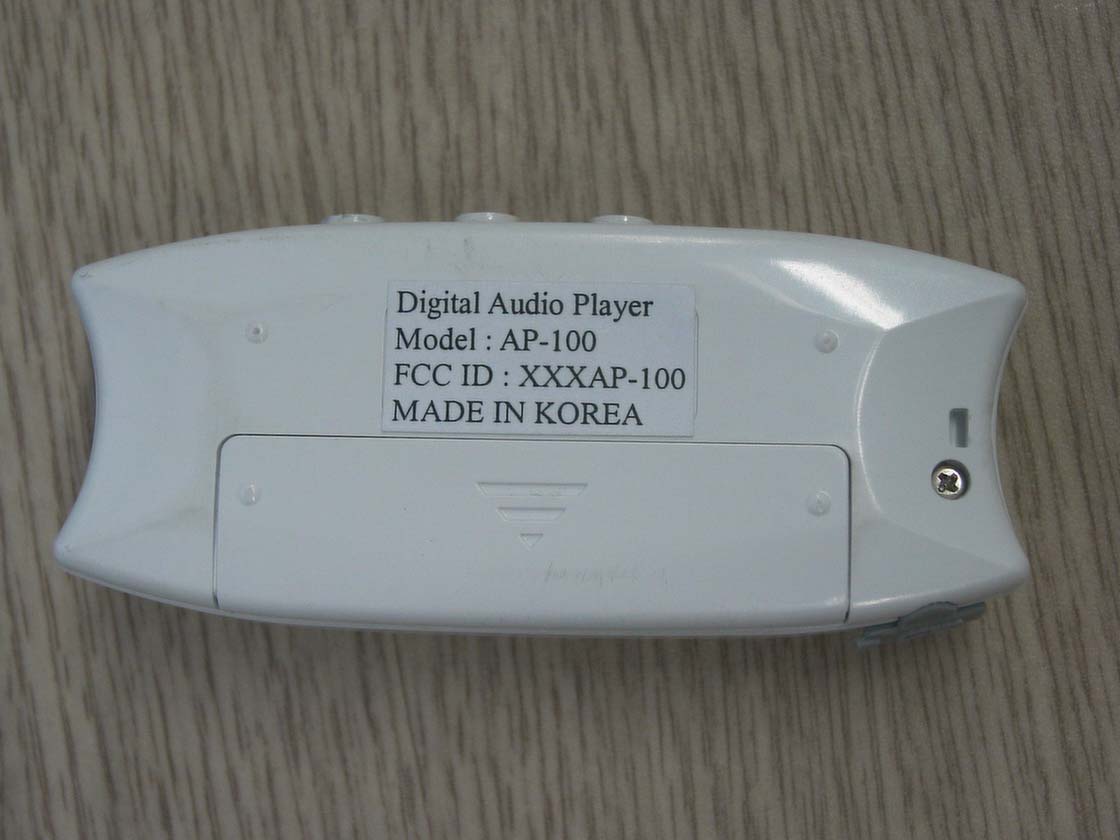 Digital Audio Player
Model : AP-100
FCC ID : XXXAP-100
MADE IN KOREA